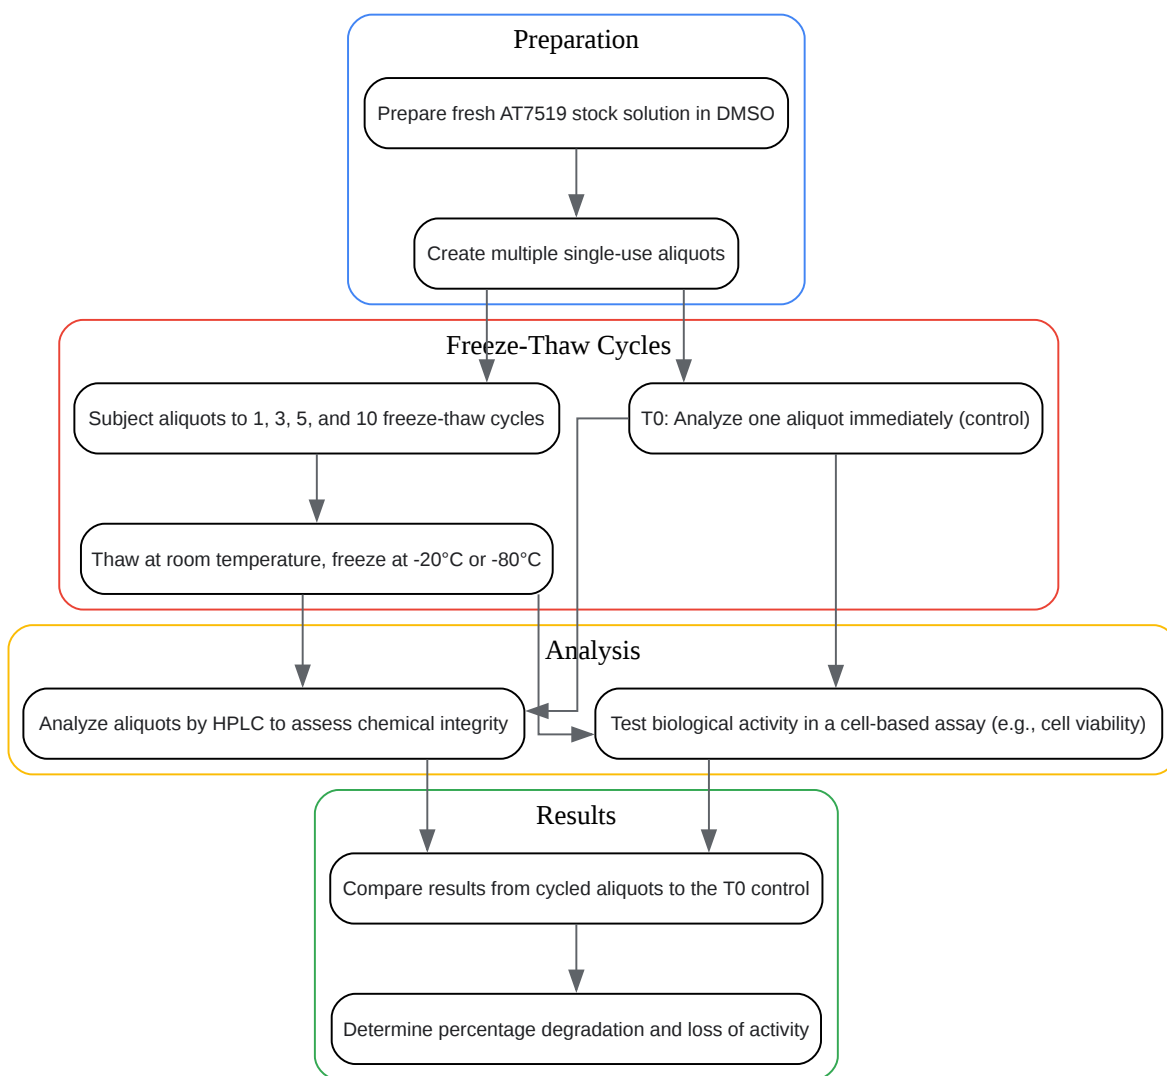 Preparation
Prepare fresh AT7519 stock solution in DMSO
Create multiple single-use aliquots
Freeze-Thaw Cycles
Subject aliquots to 1, 3, 5, and 10 freeze-thaw cycles
T0: Analyze one aliquot immediately (control)
Thaw at room temperature, freeze at -20°C or -80°C
Analysis
Analyze aliquots by HPLC to assess chemical integrity
Test biological activity in a cell-based assay (e.g., cell viability)
Results
Compare results from cycled aliquots to the T0 control
Determine percentage degradation and loss of activity